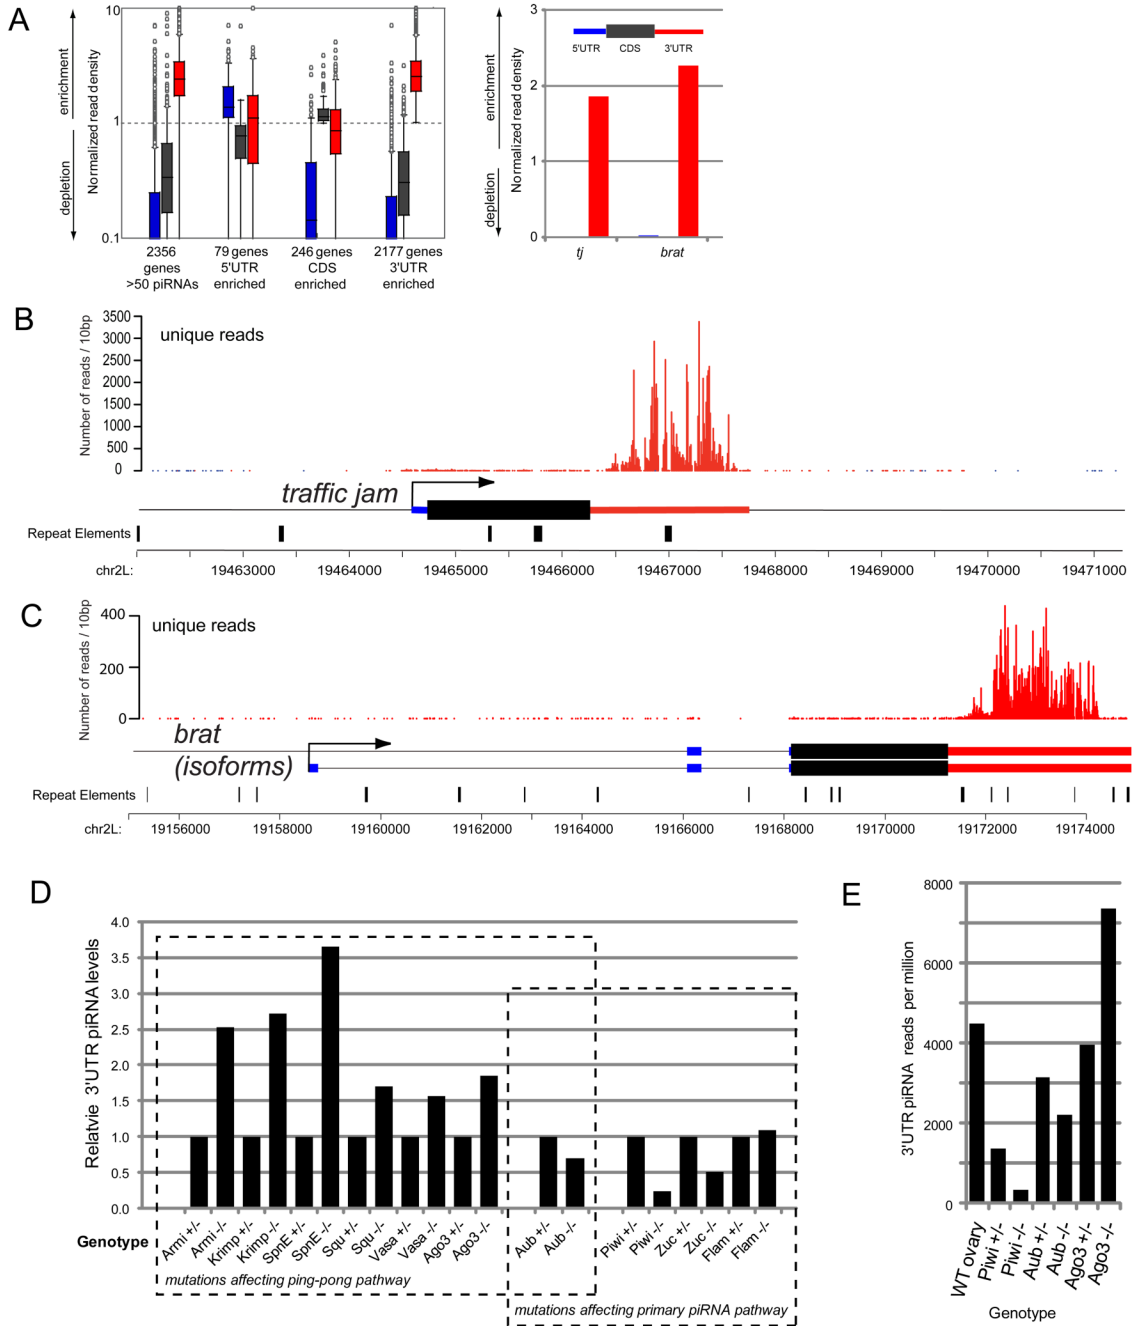 A
enrichment
depletion
Normalized read density
10
1
0.1
2356
genes
>50 piRNAs
79 genes
5'UTR
enriched
246 genes
CDS
enriched
2177 genes
3'UTR
enriched
enrichment
depletion
Normalized read density
3
2
1
0
5'UTR
CDS
3'UTR
tj
brat
B
Number of reads / 10bp
3500
3000
2500
2000
1500
1000
500
0
unique reads
traffic jam
Repeat Elements
chr2L:
19463000
19464000
19465000
19466000
19467000
19468000
19469000
19470000
19471000
C
Number of reads / 10bp
400
200
0
unique reads
brat
(isoforms)
Repeat Elements
chr2L:
19156000
19158000
19160000
19162000
19164000
19166000
19168000
19170000
19172000
19174000
D
Relatvie 3'UTR piRNA levels
4.0
3.5
3.0
2.5
2.0
1.5
1.0
0.5
0.0
Genotype
Armi +/-
Armi -/-
Krimp +/-
Krimp -/-
SpnE +/-
SpnE -/-
Squ +/-
Squ -/-
Vasa +/-
Vasa -/-
Ago3 +/-
Ago3 -/-
Aub +/-
Aub -/-
Piwi +/-
Piwi -/-
Zuc +/-
Zuc -/-
Flam +/-
Flam -/-
mutations affecting ping-pong pathway
mutations affecting primary piRNA pathway
E
3'UTR piRNA reads per million
8000
6000
4000
2000
0
WT ovary
Piwi +/-
Piwi -/-
Aub +/-
Aub -/-
Ago3 +/-
Ago3 -/-
Genotype